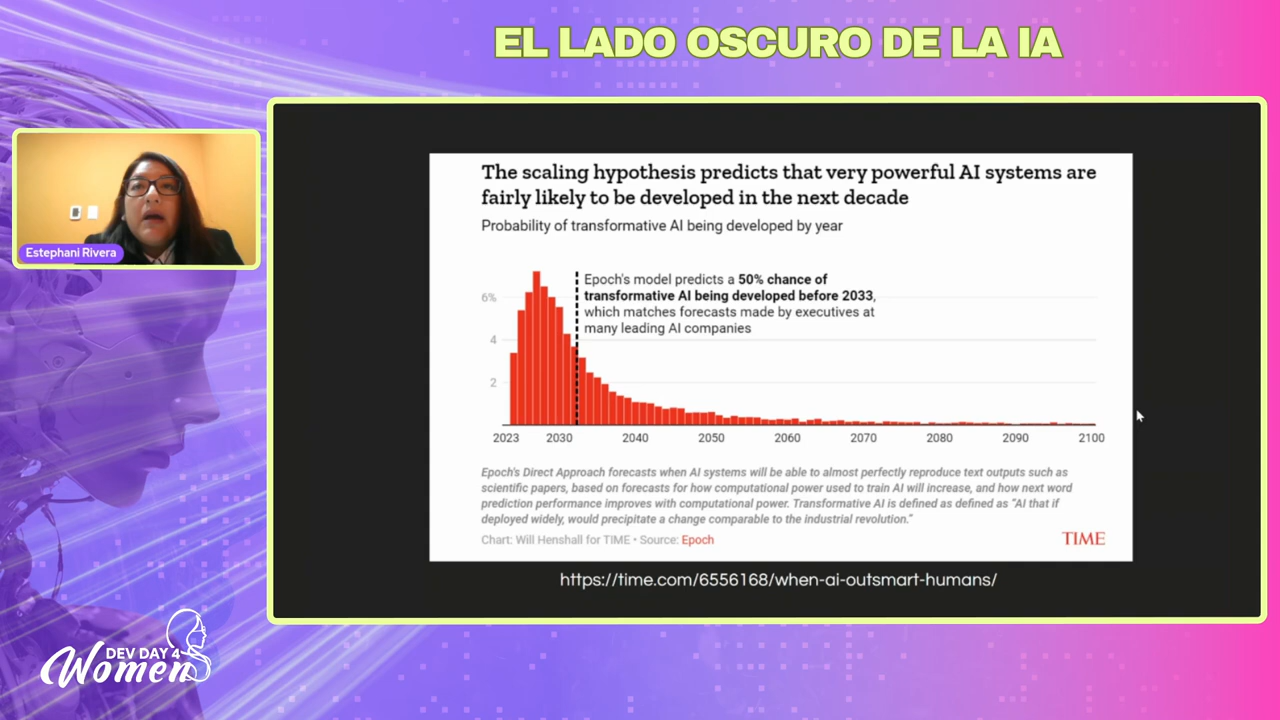 EL LADO OSCURO DE LA IA
Estephani Rivera
The scaling hypothesis predicts that very powerful AI systems are
fairly likely to be developed in the next decade
Probability of transformative AI being developed by year
Epoch's model predicts a 50% chance of
transformative AI being developed before 2033,
which matches forecasts made by executives at
many leading AI companies
6%
4
2
2023 2030 2040 2050 2060 2070 2080 2090 2100
Epoch's Direct Approach forecasts when AI systems will be able to almost perfectly reproduce text outputs such as
scientific papers, based on forecasts for how computational power used to train AI will increase, and how next word
prediction performance improves with computational power. Transformative AI is defined as defined as "AI that if
deployed widely, would precipitate a change comparable to the industrial revolution."
Chart: Will Henshall for TIME • Source: Epoch
TIME
https://time.com/6556168/when-ai-outsmart-humans/
DEV DAY 4
Women